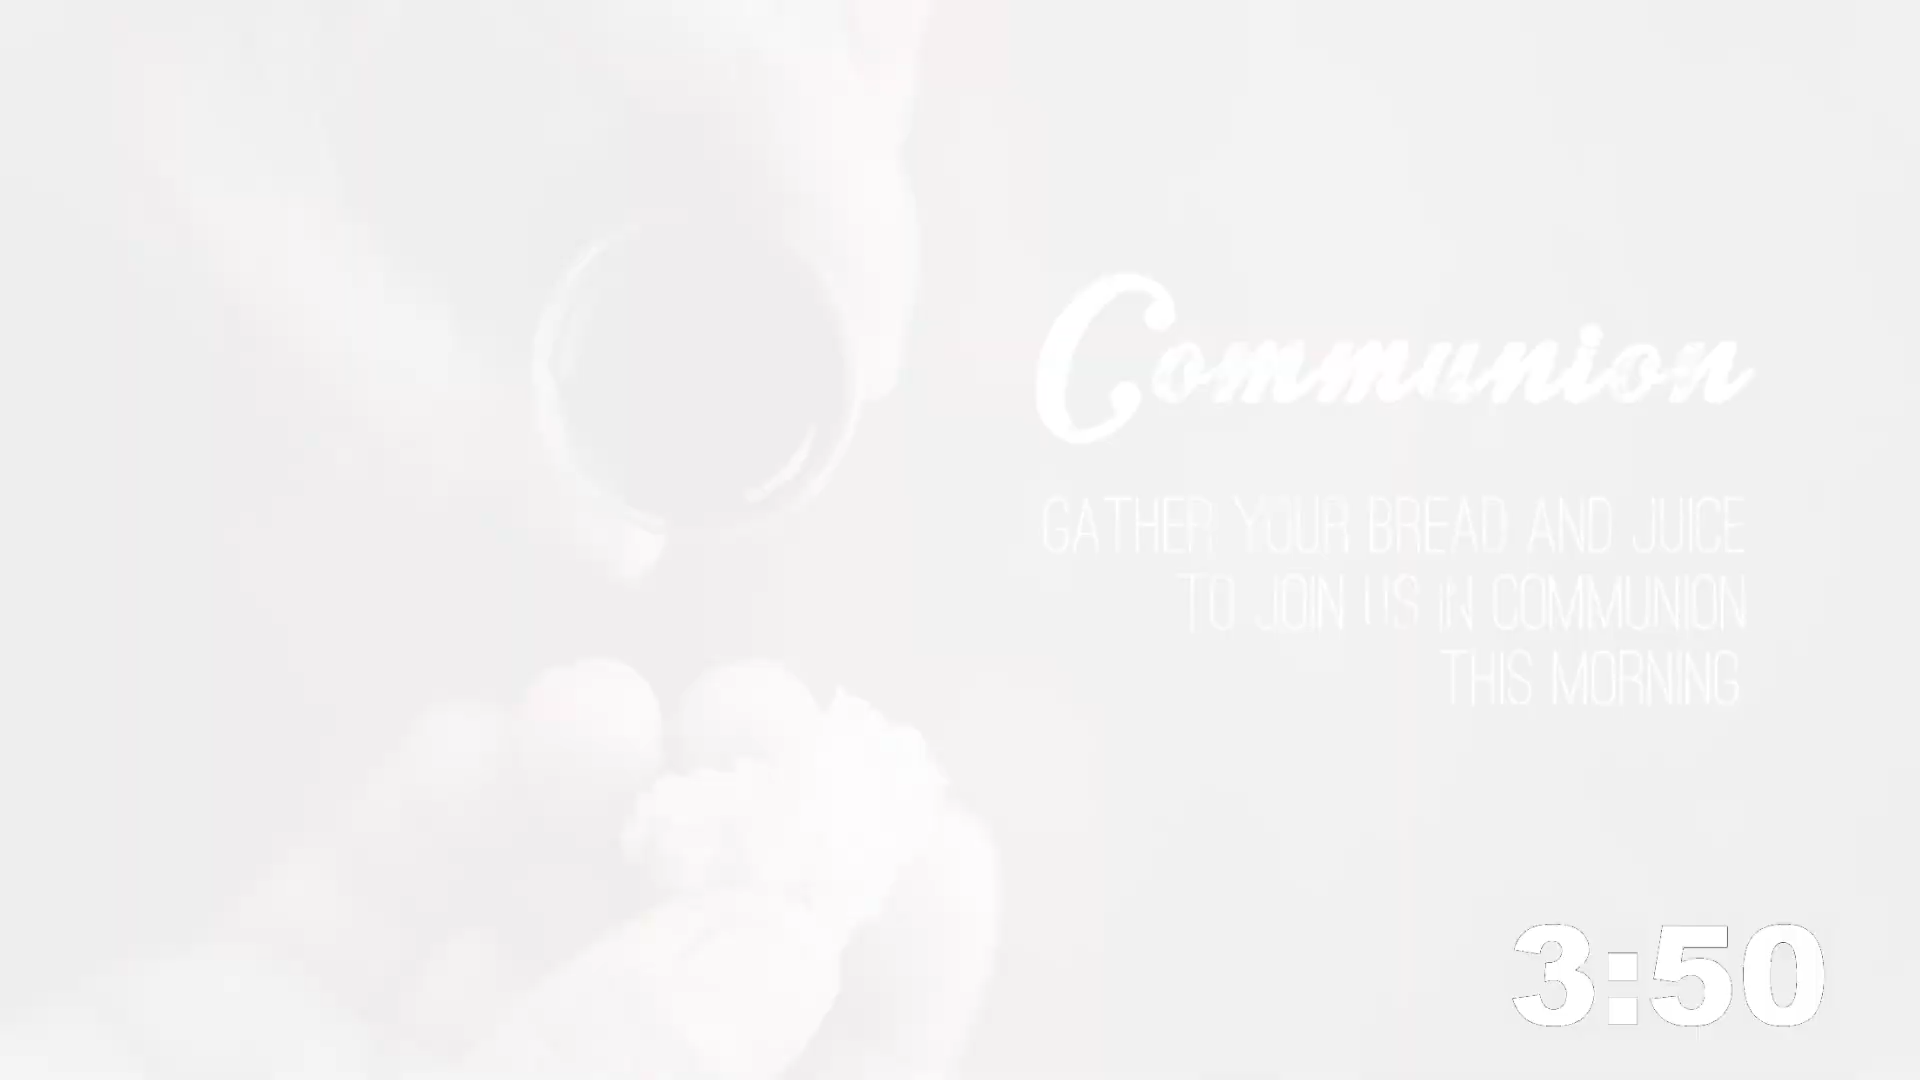 Communion
GATHER YOUR BREAD AND JUICE
TO JOIN US IN COMMUNION
THIS MORNING
3:50